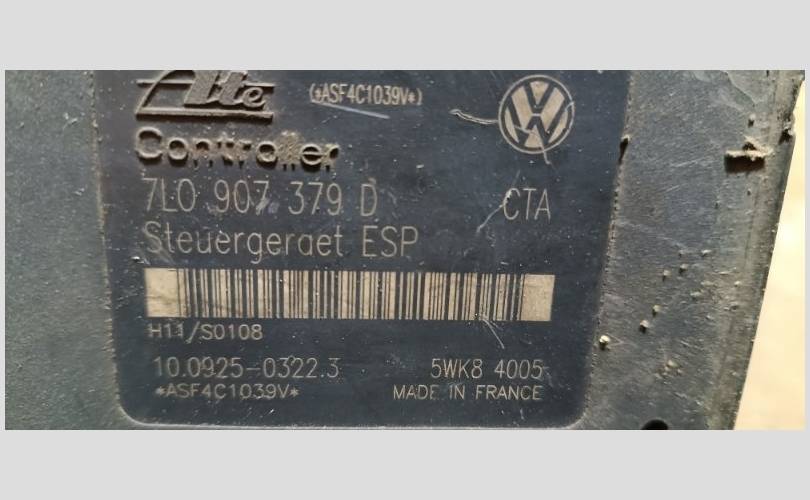 Ate (*ASF4C1039V*)
Controller
7L0 907 379 D CTA
Steuergeraet ESP
H11/S0108
10.0925-0322.3 5WK8 4005
*ASF4C1039V* MADE IN FRANCE